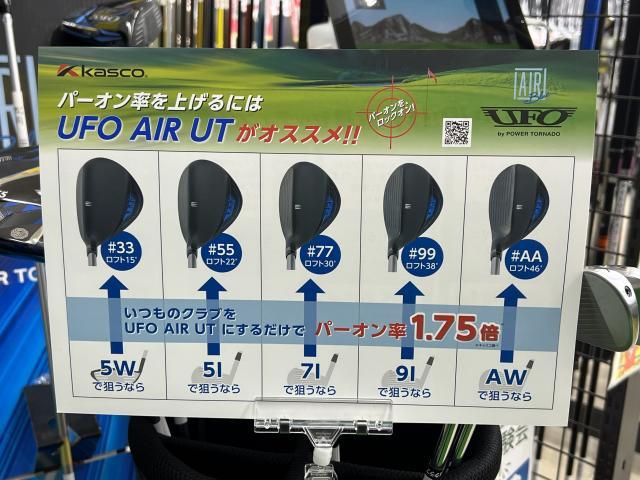 Kasco
パーオン率を上げるには
UFO AIR UT がオススメ!!
パーオンを
ロックオン!
AIR
UFO
by POWER TORNADO
#33
ロフト15°
#55
ロフト22°
#77
ロフト30°
#99
ロフト38°
#AA
ロフト46°
いつものクラブを
UFO AIR UT にするだけで パーオン率1.75倍
5W
で狙うなら
5I
で狙うなら
7I
で狙うなら
9I
で狙うなら
AW
で狙うなら